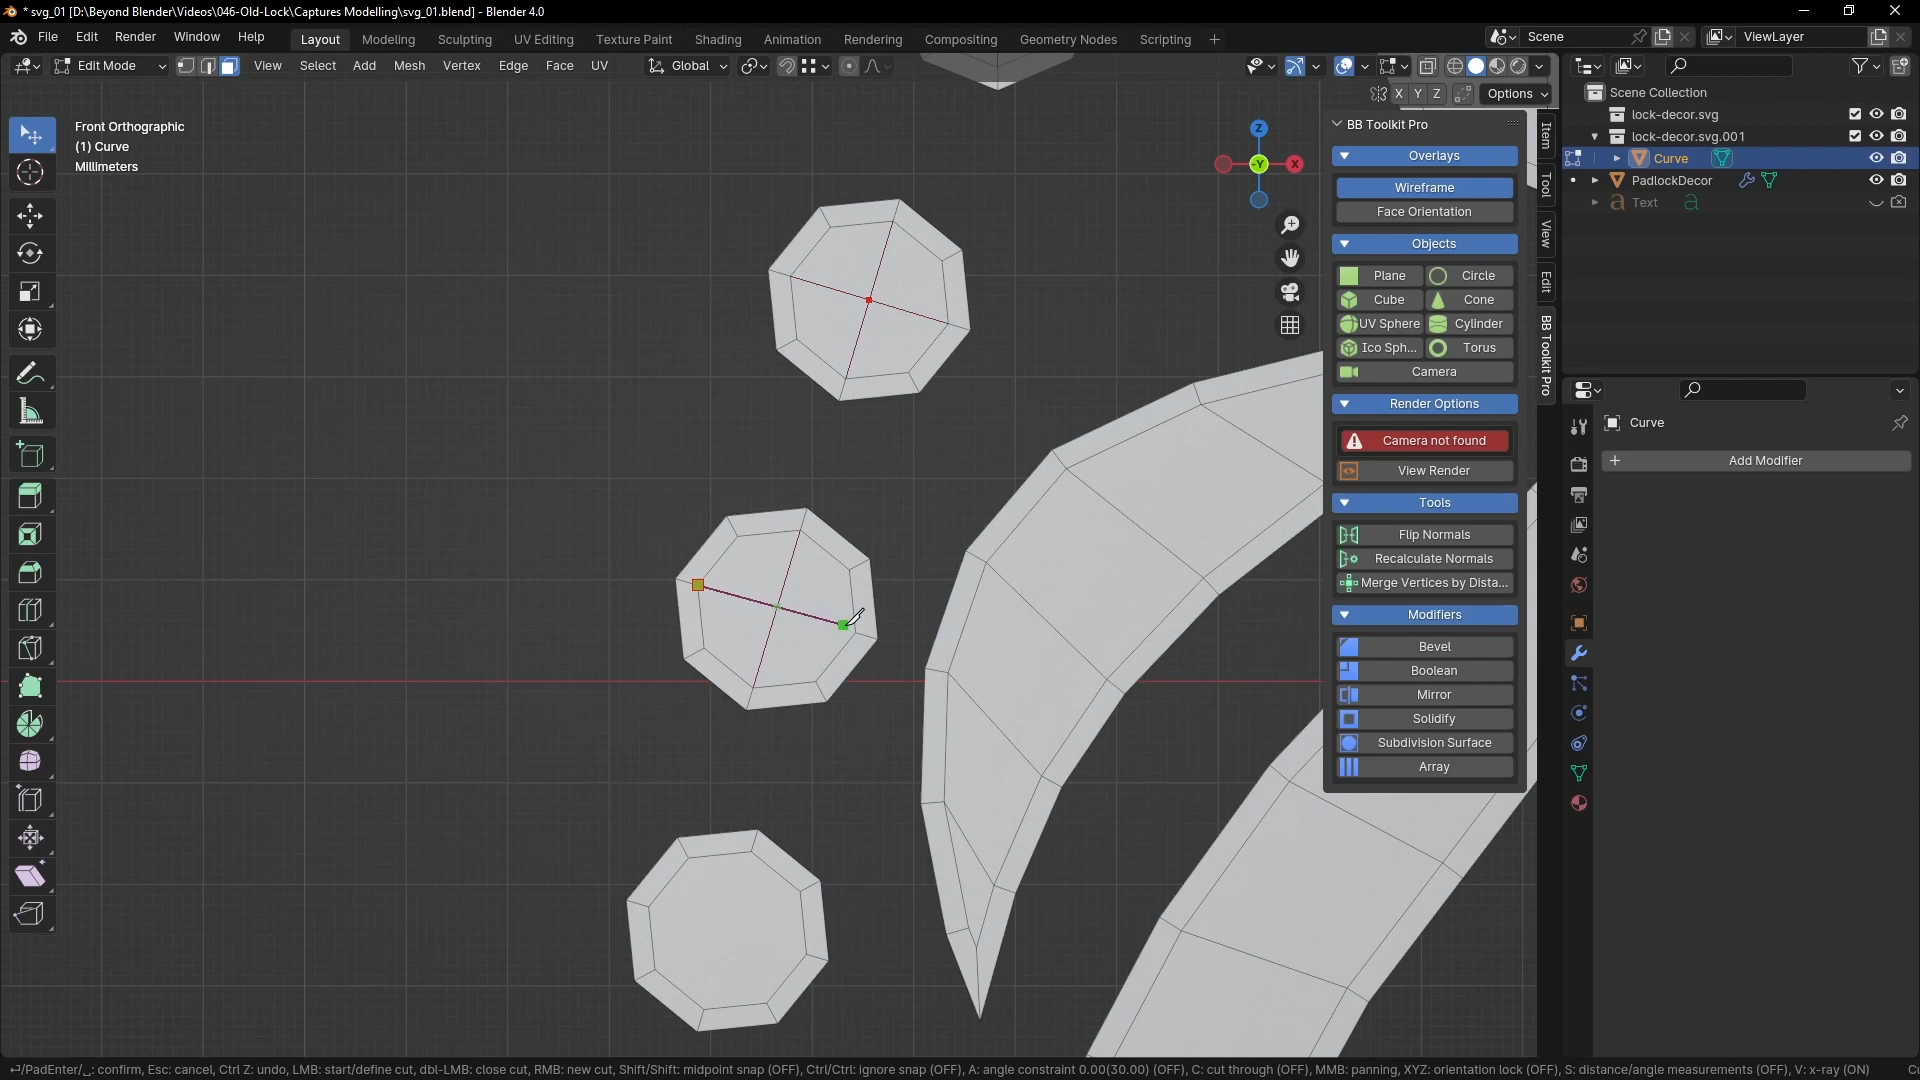 * svg_01 [D:\Beyond Blender\Videos\046-Old-Lock\Captures Modelling\svg_01.blend] - Blender 4.0
File Edit Render Window Help Layout Modeling Sculpting UV Editing Texture Paint Shading Animation Rendering Compositing Geometry Nodes Scripting + Scene ViewLayer
Edit Mode View Select Add Mesh Vertex Edge Face UV Global
X Y Z Options
Front Orthographic
(1) Curve
Millimeters
Z
-Y
X
BB Toolkit Pro
Overlays
Wireframe
Face Orientation
Objects
Plane Circle
Cube Cone
UV Sphere Cylinder
Ico Sph... Torus
Camera
Render Options
Camera not found
View Render
Tools
Flip Normals
Recalculate Normals
Merge Vertices by Dista...
Modifiers
Bevel
Boolean
Mirror
Solidify
Subdivision Surface
Array
Item
Tool
View
Edit
BB Toolkit Pro
Scene Collection
lock-decor.svg
lock-decor.svg.001
Curve
PadlockDecor
Text
Curve
+ Add Modifier
⏎/PadEnter/␣: confirm, Esc: cancel, Ctrl Z: undo, LMB: start/define cut, dbl-LMB: close cut, RMB: new cut, Shift/Shift: midpoint snap (OFF), Ctrl/Ctrl: ignore snap (OFF), A: angle constraint 0.00(30.00) (OFF), C: cut through (OFF), MMB: panning, XYZ: orientation lock (OFF), S: distance/angle measurements (OFF), V: x-ray (ON)